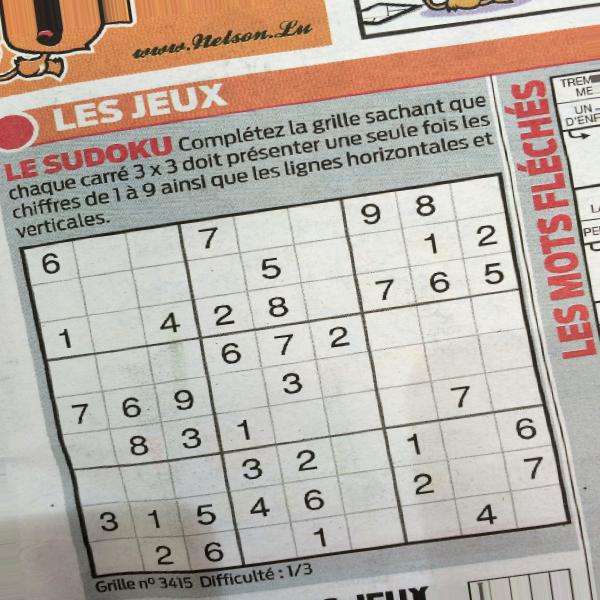 www.Nelson.Lu
LES JEUX
LE SUDOKU Complétez la grille sachant que
chaque carré 3 x 3 doit présenter une seule fois les
chiffres de 1 à 9 ainsi que les lignes horizontales et
verticales.
6 7 9 8
5 1 2
1 4 2 8 7 6 5
6 7 2
7 6 9 3
8 3 1 7
3 2 1 6
3 1 5 4 6 2 7
2 6 1 4
Grille nº 3415 Difficulté : 1/3
LES MOTS FLÉCHÉS
TREM
ME
UN
D'ENF
JEUX